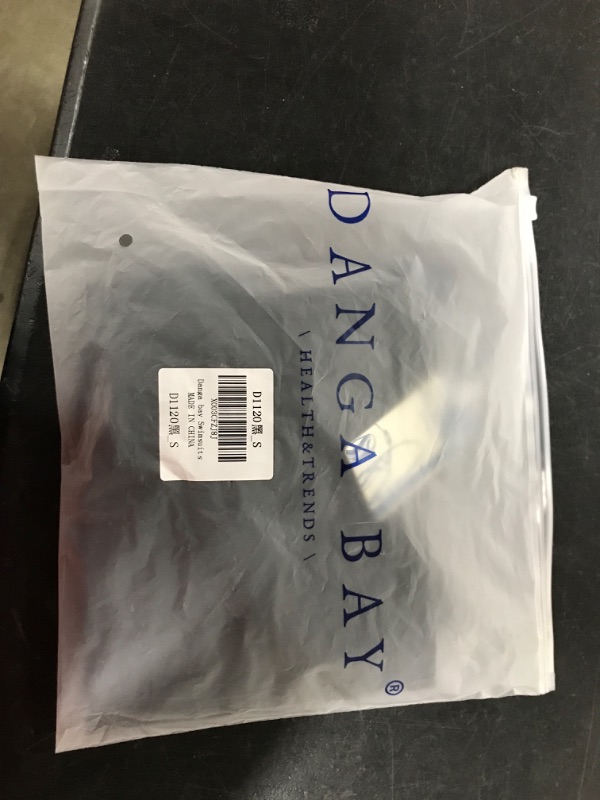 DANGA BAY®
\ HEALTH&TRENDS \
D1120黑_S
X003CFZJ8J
Danga bay Swimsuits
MADE IN CHINA
D1120黑_S